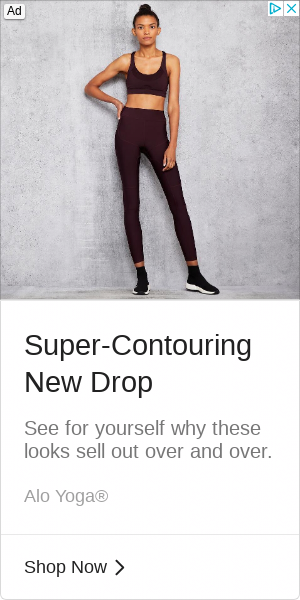 Ad
Super-Contouring
New Drop
See for yourself why these
looks sell out over and over.
Alo Yoga®
Shop Now